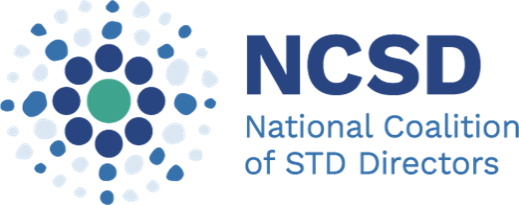 NCSD
National Coalition
of STD Directors